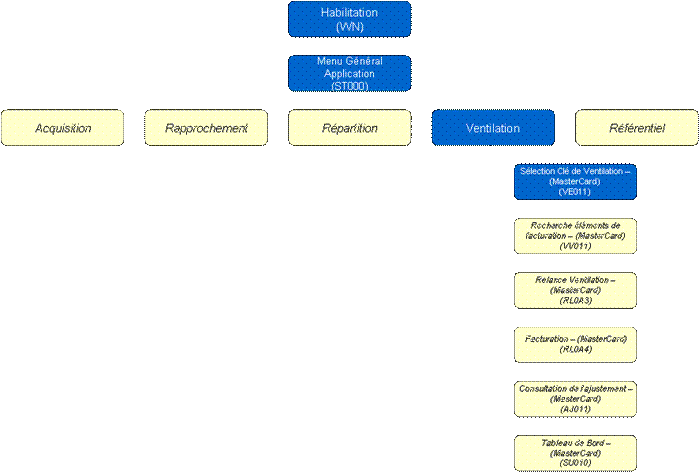 Habilitation
(WN)
Menu Général
Application
(ST000)
Acquisition
Rapprochement
Répartition
Ventilation
Référentiel
Sélection Clé de Ventilation –
(MasterCard)
(VE011)
Recherche éléments de
facturation – (MasterCard)
(VV011)
Relance Ventilation –
(MasterCard)
(RL0A3)
Facturation – (MasterCard)
(RL0A4)
Consultation de l'ajustement –
(MasterCard)
(AJ011)
Tableau de Bord –
(MasterCard)
(SU010)